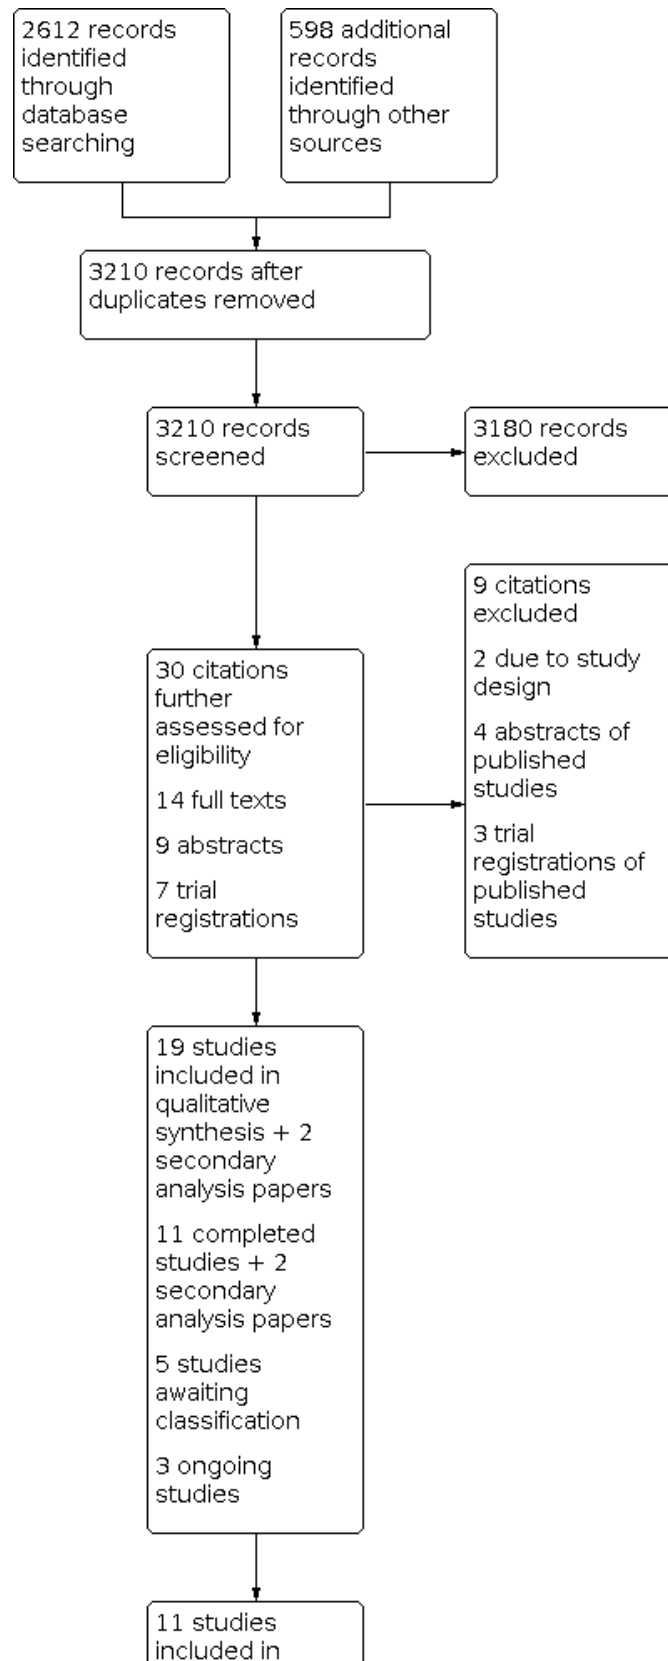 2612 records
identified
through
database
searching
598 additional
records
identified
through other
sources
3210 records after
duplicates removed
3210 records
screened
3180 records
excluded
30 citations
further
assessed for
eligibility
14 full texts
9 abstracts
7 trial
registrations
9 citations
excluded
2 due to study
design
4 abstracts of
published
studies
3 trial
registrations of
published
studies
19 studies
included in
qualitative
synthesis + 2
secondary
analysis papers
11 completed
studies + 2
secondary
analysis papers
5 studies
awaiting
classification
3 ongoing
studies
11 studies
included in